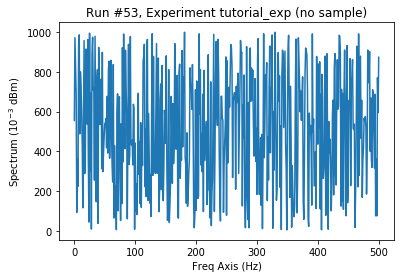 Run #53, Experiment tutorial_exp (no sample)
1000
800
600
400
200
0
Spectrum (10⁻³ dBm)
0 100 200 300 400 500
Freq Axis (Hz)